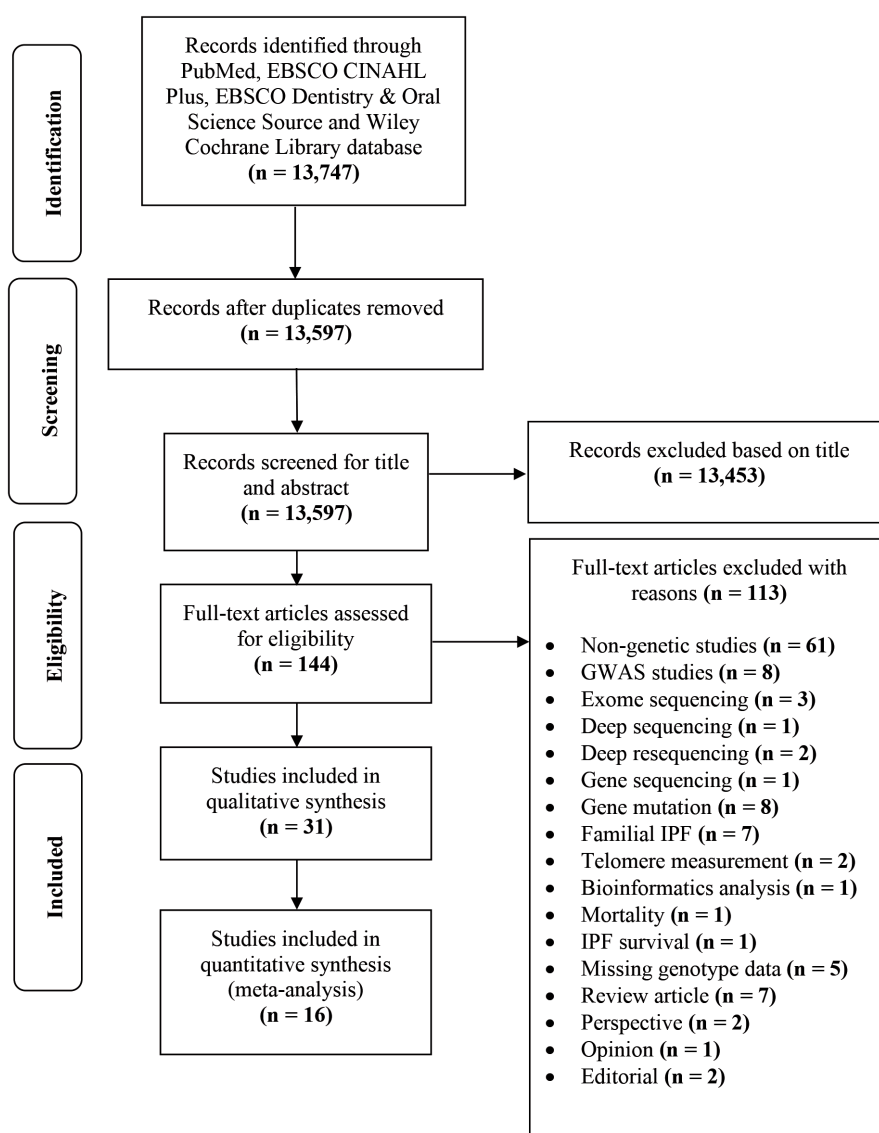 Identification
Records identified through
PubMed, EBSCO CINAHL
Plus, EBSCO Dentistry & Oral
Science Source and Wiley
Cochrane Library database
(n = 13,747)
Screening
Records after duplicates removed
(n = 13,597)
Records screened for title
and abstract
(n = 13,597)
Records excluded based on title
(n = 13,453)
Eligibility
Full-text articles assessed
for eligibility
(n = 144)
Full-text articles excluded with
reasons (n = 113)
• Non-genetic studies (n = 61)
• GWAS studies (n = 8)
• Exome sequencing (n = 3)
• Deep sequencing (n = 1)
• Deep resequencing (n = 2)
• Gene sequencing (n = 1)
• Gene mutation (n = 8)
• Familial IPF (n = 7)
• Telomere measurement (n = 2)
• Bioinformatics analysis (n = 1)
• Mortality (n = 1)
• IPF survival (n = 1)
• Missing genotype data (n = 5)
• Review article (n = 7)
• Perspective (n = 2)
• Opinion (n = 1)
• Editorial (n = 2)
Included
Studies included in
qualitative synthesis
(n = 31)
Studies included in
quantitative synthesis
(meta-analysis)
(n = 16)